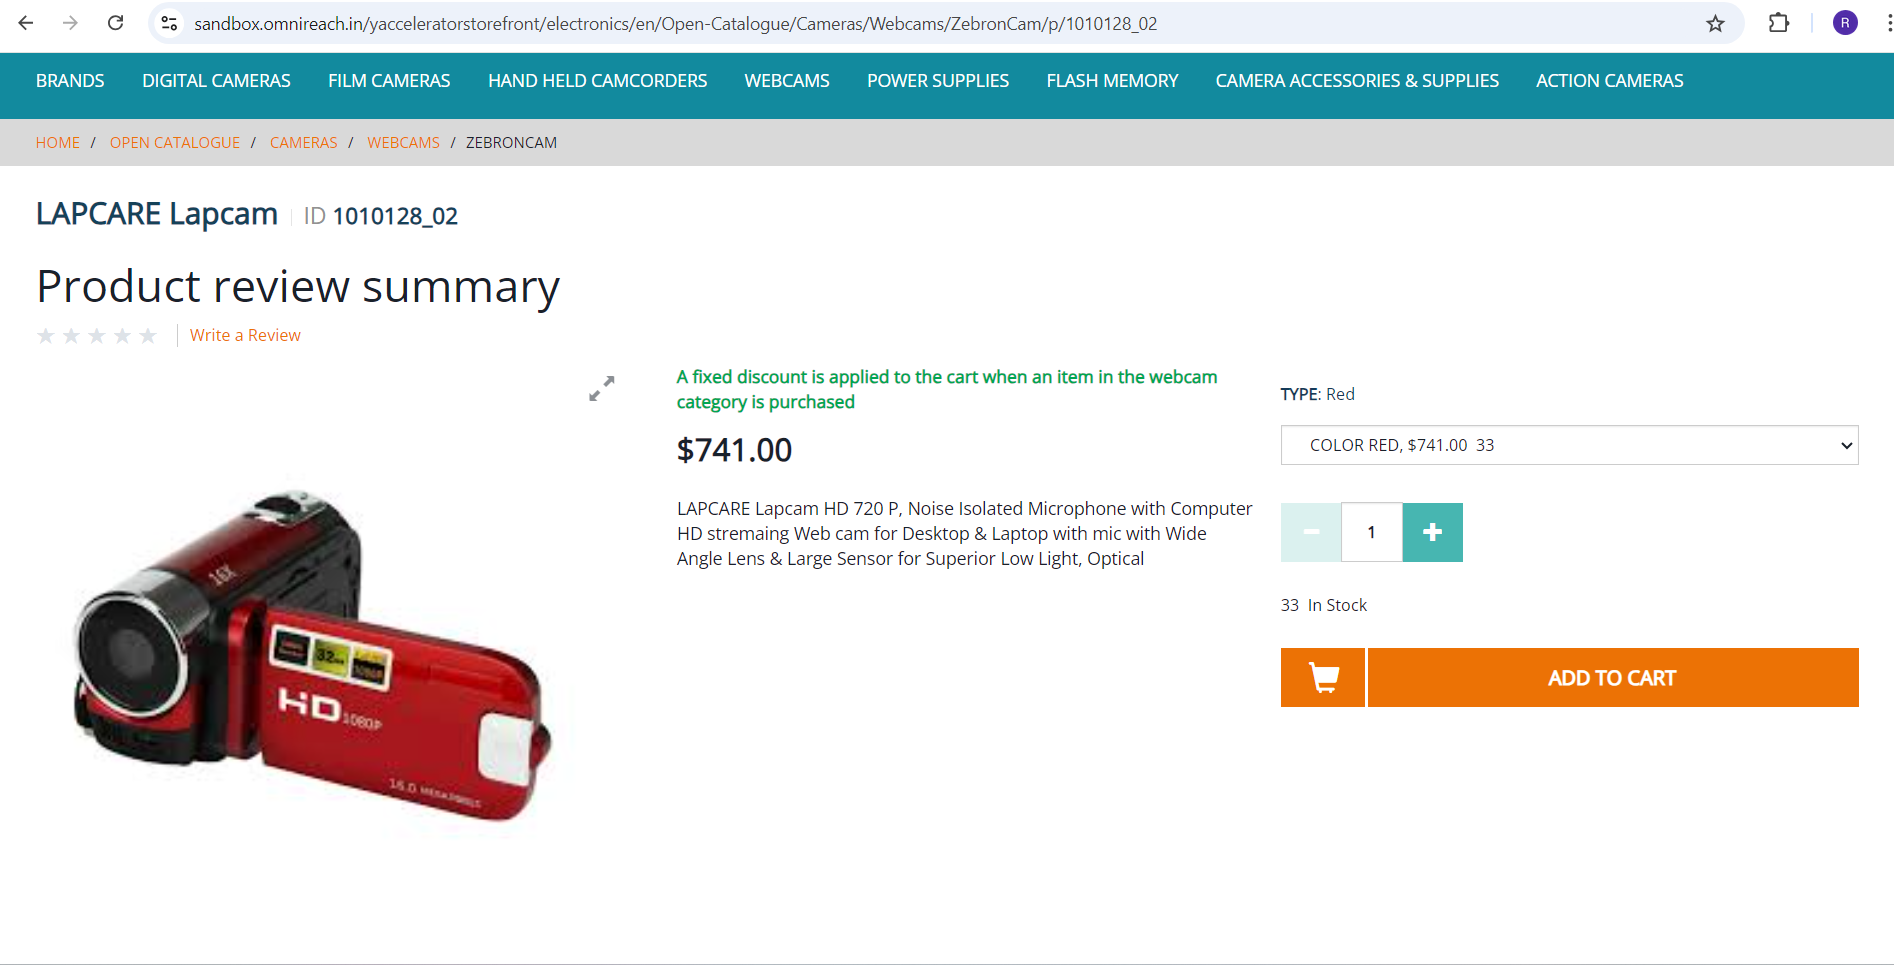 sandbox.omnireach.in/yacceleratorstorefront/electronics/en/Open-Catalogue/Cameras/Webcams/ZebronCam/p/1010128_02
R
BRANDS DIGITAL CAMERAS FILM CAMERAS HAND HELD CAMCORDERS WEBCAMS POWER SUPPLIES FLASH MEMORY CAMERA ACCESSORIES & SUPPLIES ACTION CAMERAS
HOME / OPEN CATALOGUE / CAMERAS / WEBCAMS / ZEBRONCAM
LAPCARE Lapcam ID 1010128_02
Product review summary
Write a Review
A fixed discount is applied to the cart when an item in the webcam
category is purchased
$741.00
LAPCARE Lapcam HD 720 P, Noise Isolated Microphone with Computer
HD stremaing Web cam for Desktop & Laptop with mic with Wide
Angle Lens & Large Sensor for Superior Low Light, Optical
TYPE: Red
COLOR RED, $741.00 33
1
33 In Stock
ADD TO CART
16X
32
HD 1080P
16.0 MEGA PIXELS